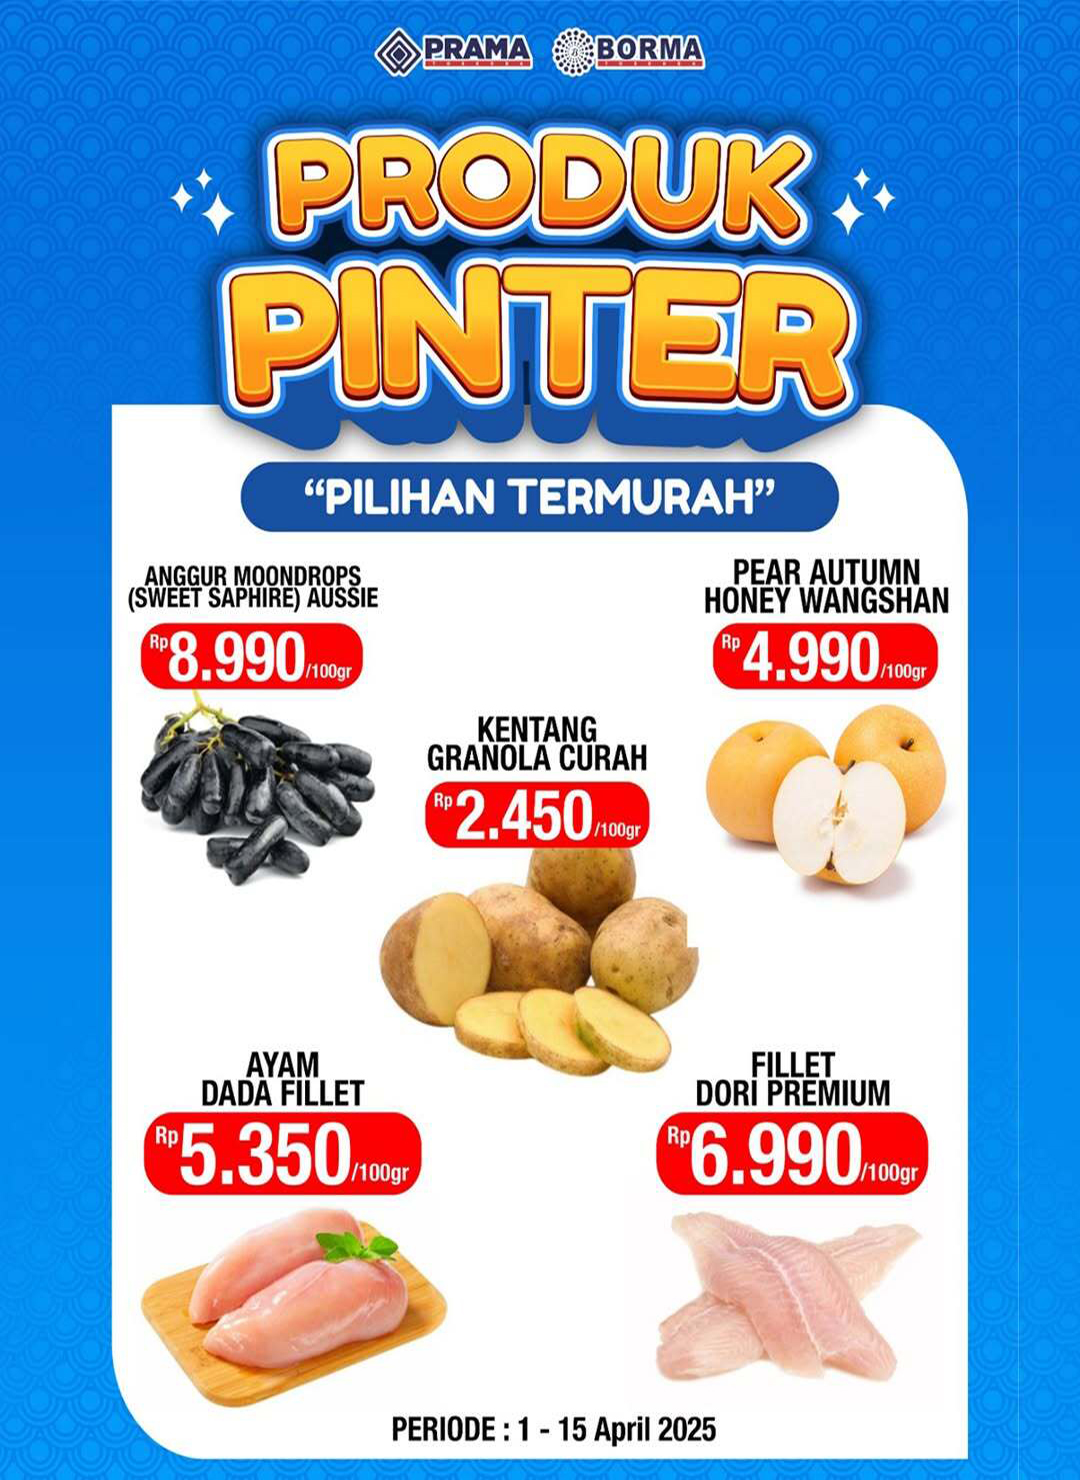 PRAMA
BORMA
PRODUK
PINTER
“PILIHAN TERMURAH”
ANGGUR MOONDROPS
(SWEET SAPHIRE) AUSSIE
Rp 8.990 /100gr
PEAR AUTUMN
HONEY WANGSHAN
Rp 4.990 /100gr
KENTANG
GRANOLA CURAH
Rp 2.450 /100gr
AYAM
DADA FILLET
Rp 5.350 /100gr
FILLET
DORI PREMIUM
Rp 6.990 /100gr
PERIODE : 1 - 15 April 2025